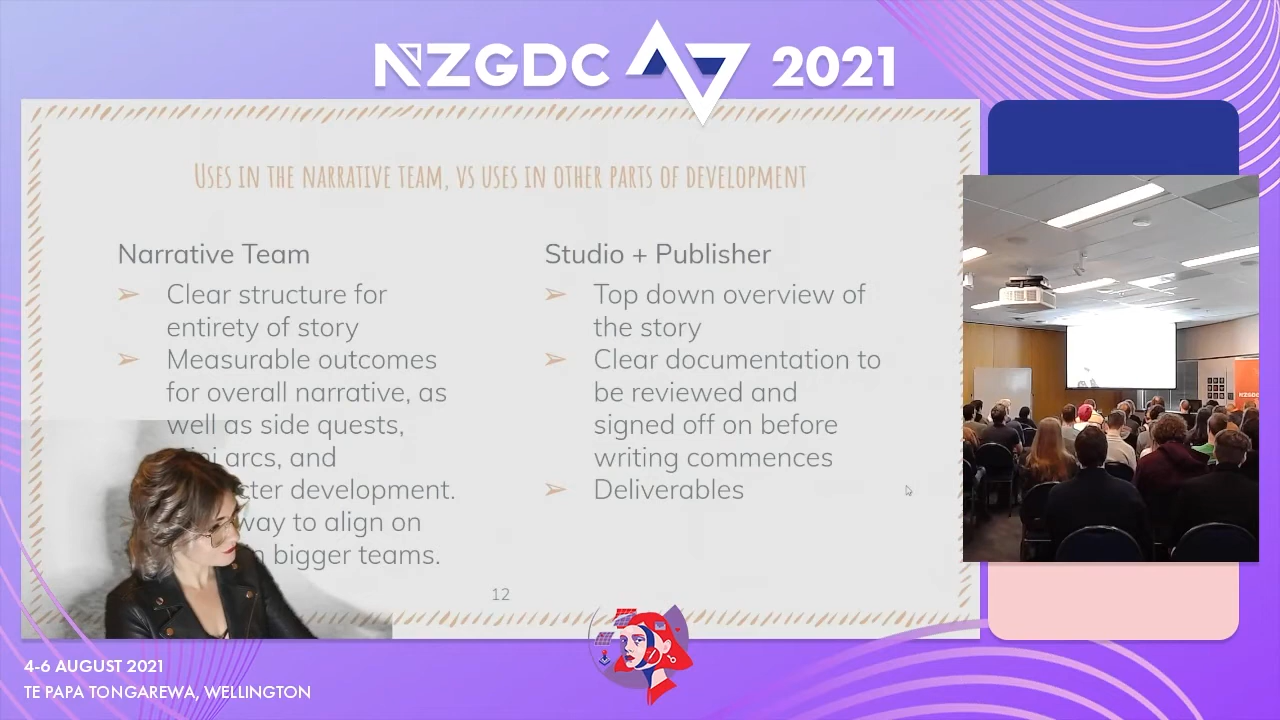 NZGDC 2021
USES IN THE NARRATIVE TEAM, VS USES IN OTHER PARTS OF DEVELOPMENT
Narrative Team
➢ Clear structure for
entirety of story
➢ Measurable outcomes
for overall narrative, as
well as side quests,
arcs, and
development.
way to align on
bigger teams.
Studio + Publisher
➢ Top down overview of
the story
➢ Clear documentation to
be reviewed and
signed off on before
writing commences
➢ Deliverables
12
NZGDC
4-6 AUGUST 2021
TE PAPA TONGAREWA, WELLINGTON